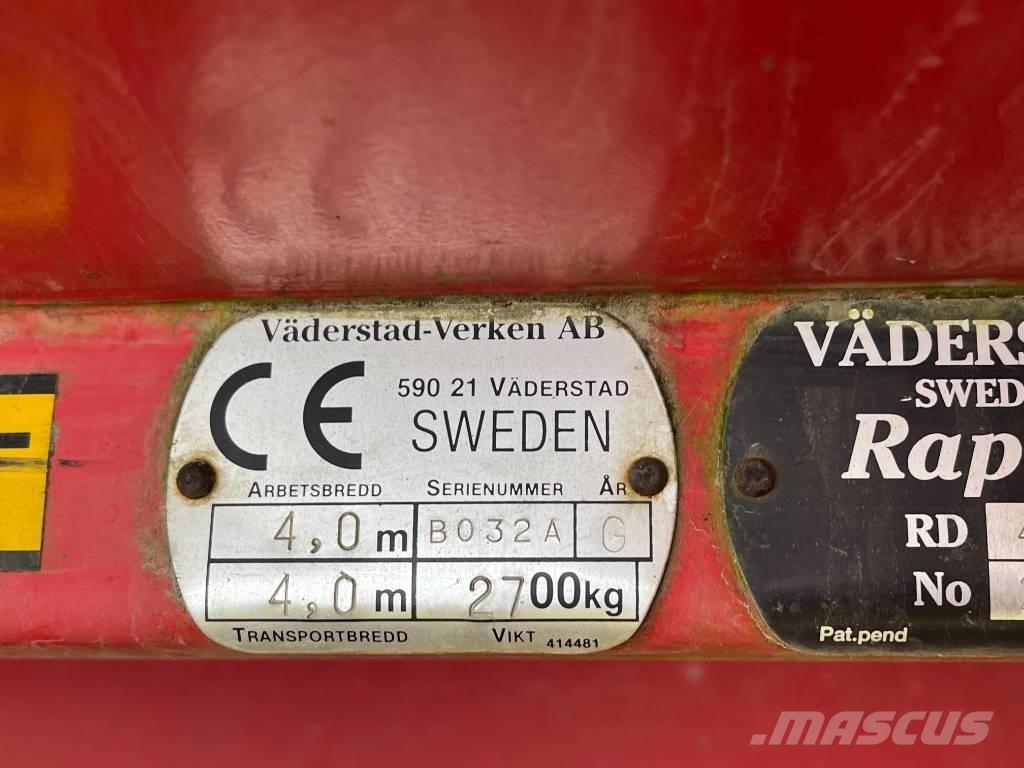 Väderstad-Verken AB
CE
590 21 VÄDERSTAD
SWEDEN
ARBETSBREDD SERIENUMMER ÅR
4,0 m B032A G
4,0 m 2700kg
TRANSPORTBREDD VIKT 414481
VÄDERS
SWED
Rap
RD
No
Pat.pend
MASCUS